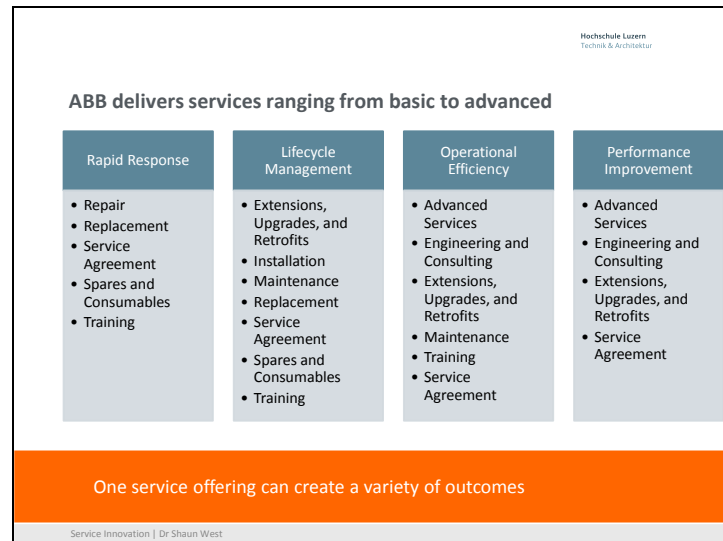 Hochschule Luzern
Technik & Architektur
ABB delivers services ranging from basic to advanced
Rapid Response
• Repair
• Replacement
• Service
Agreement
• Spares and
Consumables
• Training
Lifecycle
Management
• Extensions,
Upgrades, and
Retrofits
• Installation
• Maintenance
• Replacement
• Service
Agreement
• Spares and
Consumables
• Training
Operational
Efficiency
• Advanced
Services
• Engineering and
Consulting
• Extensions,
Upgrades, and
Retrofits
• Maintenance
• Training
• Service
Agreement
Performance
Improvement
• Advanced
Services
• Engineering and
Consulting
• Extensions,
Upgrades, and
Retrofits
• Service
Agreement
One service offering can create a variety of outcomes
Service Innovation | Dr Shaun West